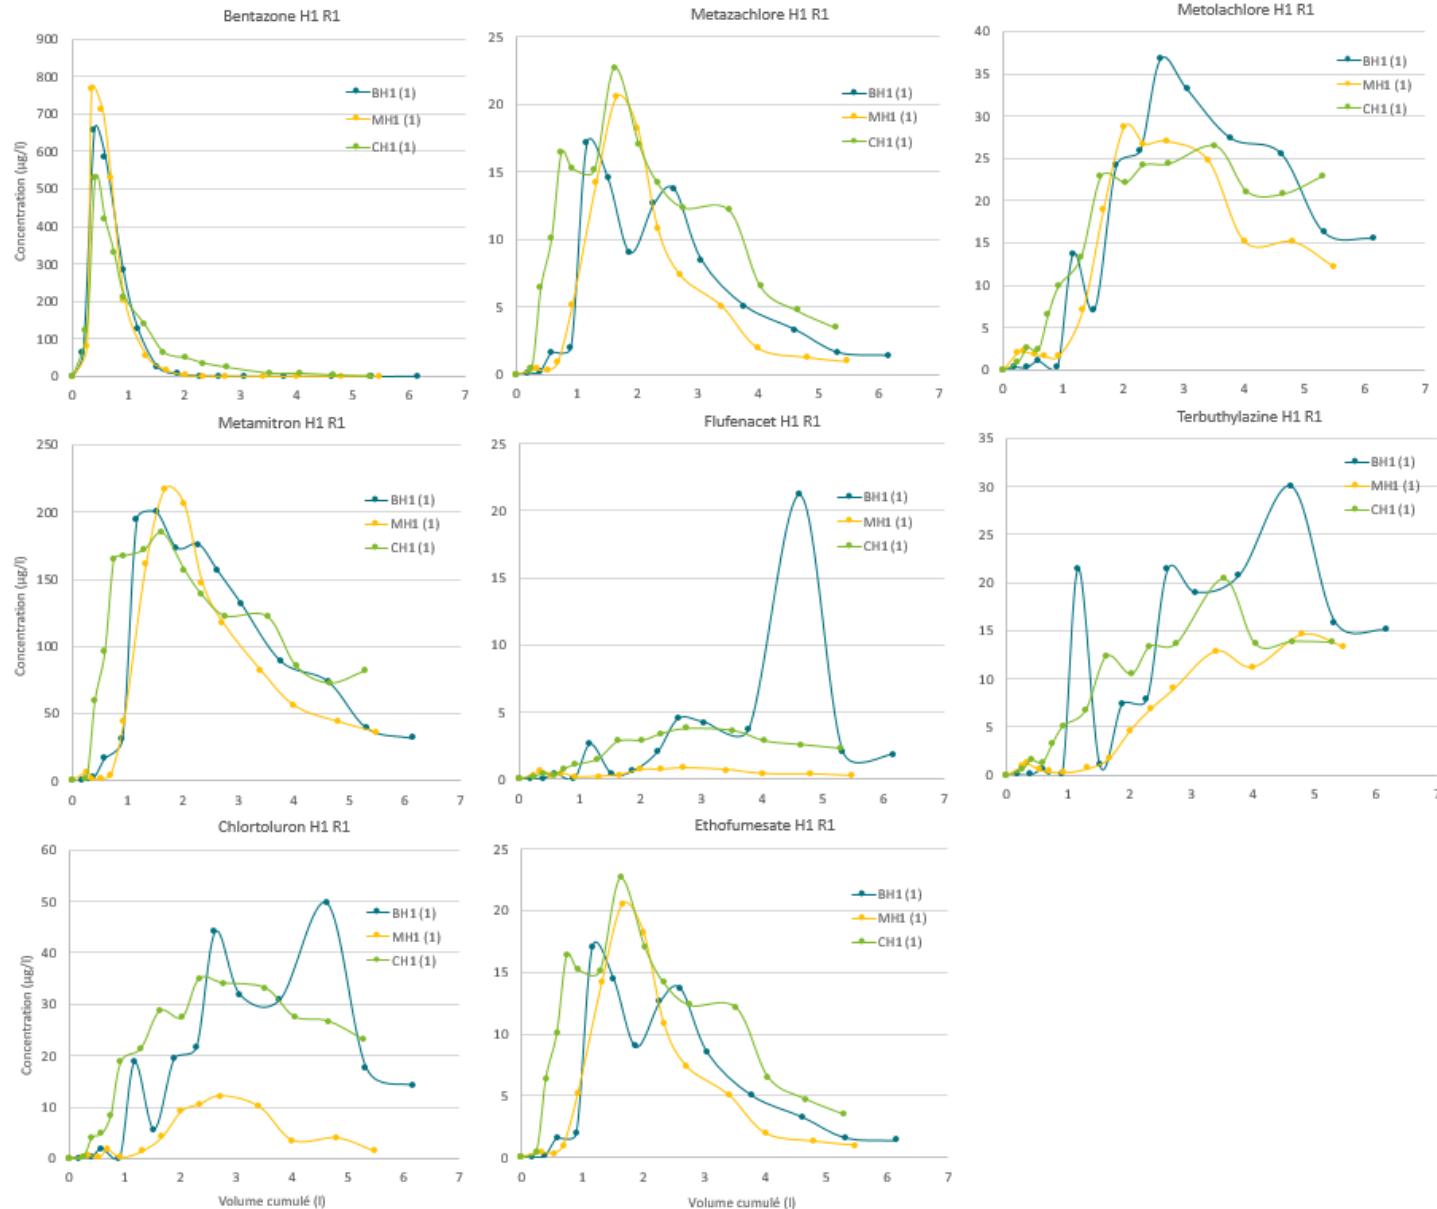 Bentazone H1 R1
Concentration (µg/l)
900
800
700
600
500
400
300
200
100
0
0 1 2 3 4 5 6 7
BH1 (1)
MH1 (1)
CH1 (1)
Metazachlore H1 R1
25
20
15
10
5
0
0 1 2 3 4 5 6 7
BH1 (1)
MH1 (1)
CH1 (1)
Metolachlore H1 R1
40
35
30
25
20
15
10
5
0
0 1 2 3 4 5 6 7
BH1 (1)
MH1 (1)
CH1 (1)
Metamitron H1 R1
Concentration (µg/l)
250
200
150
100
50
0
0 1 2 3 4 5 6 7
BH1 (1)
MH1 (1)
CH1 (1)
Flufenacet H1 R1
25
20
15
10
5
0
0 1 2 3 4 5 6 7
BH1 (1)
MH1 (1)
CH1 (1)
Terbuthylazine H1 R1
35
30
25
20
15
10
5
0
0 1 2 3 4 5 6 7
BH1 (1)
MH1 (1)
CH1 (1)
Chlortoluron H1 R1
Concentration (µg/l)
60
50
40
30
20
10
0
0 1 2 3 4 5 6 7
BH1 (1)
MH1 (1)
CH1 (1)
Volume cumulé (l)
Ethofumesate H1 R1
25
20
15
10
5
0
0 1 2 3 4 5 6 7
BH1 (1)
MH1 (1)
CH1 (1)
Volume cumulé (l)